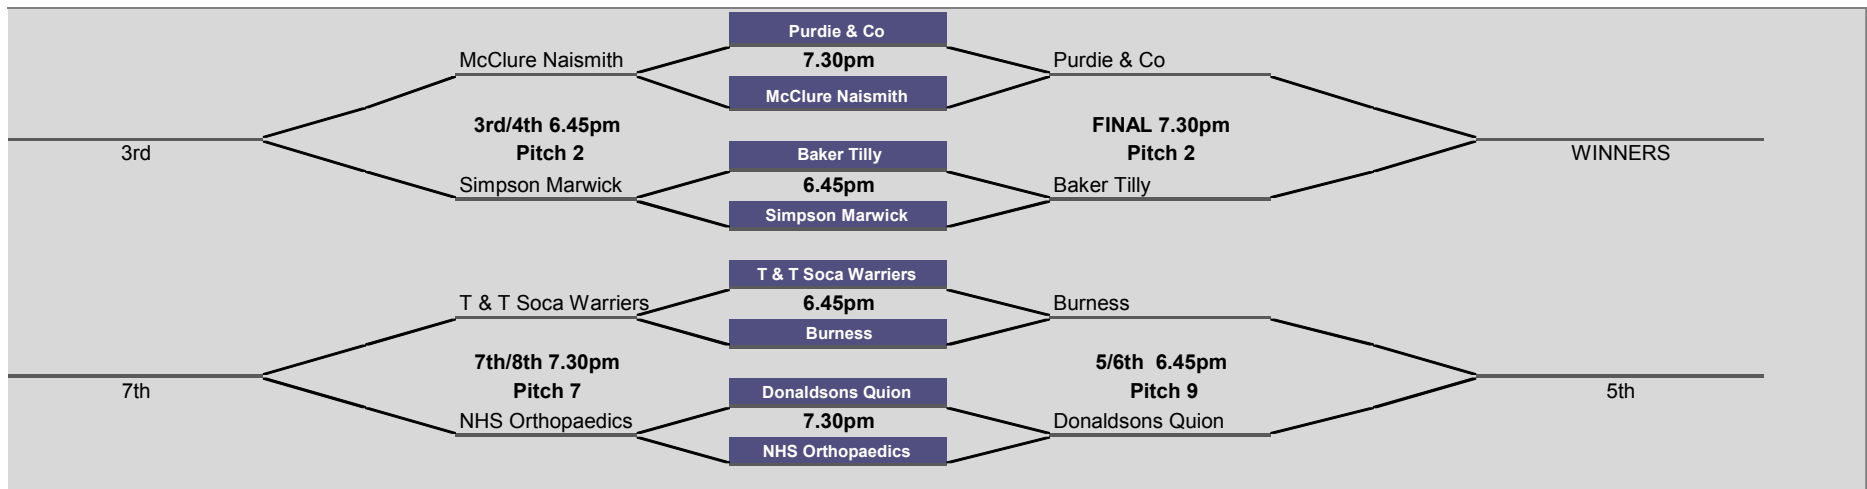 Purdie & Co
McClure Naismith 7.30pm Purdie & Co
McClure Naismith
3rd/4th 6.45pm FINAL 7.30pm
3rd Pitch 2 Baker Tilly Pitch 2 WINNERS
Simpson Marwick 6.45pm Baker Tilly
Simpson Marwick
T & T Soca Warriers
T & T Soca Warriers 6.45pm Burness
Burness
7th/8th 7.30pm 5/6th 6.45pm
7th Pitch 7 Donaldsons Quion Pitch 9 5th
NHS Orthopaedics 7.30pm Donaldsons Quion
NHS Orthopaedics